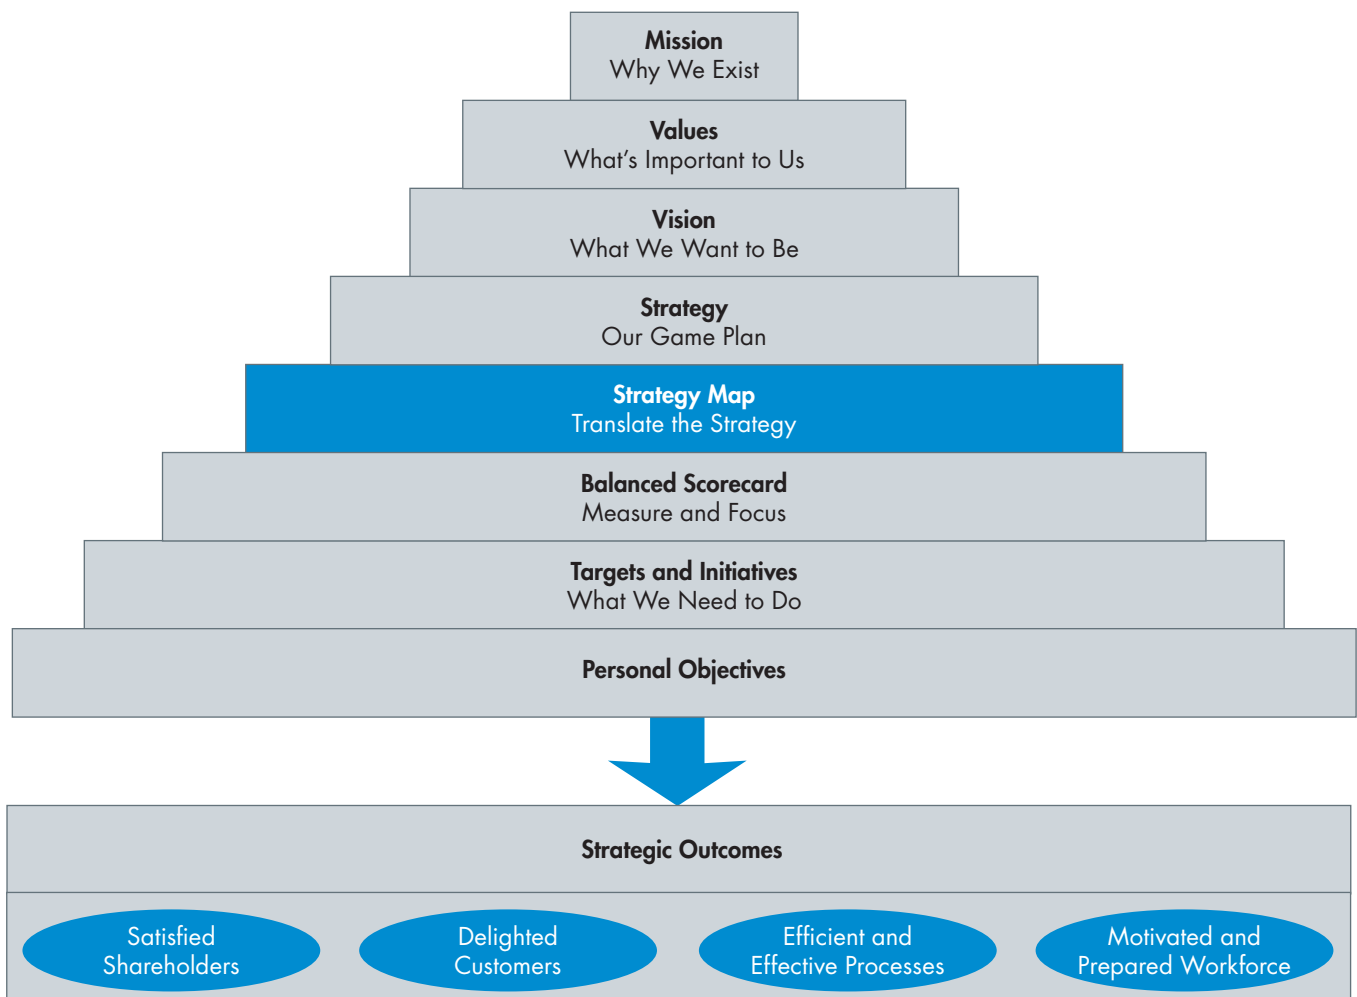 Mission
Why We Exist
Values
What's Important to Us
Vision
What We Want to Be
Strategy
Our Game Plan
Strategy Map
Translate the Strategy
Balanced Scorecard
Measure and Focus
Targets and Initiatives
What We Need to Do
Personal Objectives
Strategic Outcomes
Satisfied
Shareholders
Delighted
Customers
Efficient and
Effective Processes
Motivated and
Prepared Workforce